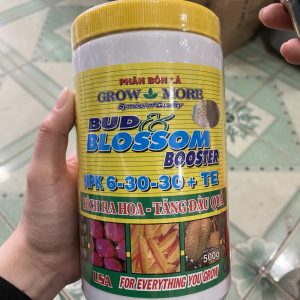 PHÂN BÓN LÁ
GROW MORE
Symbol of Quality
BUD &
BLOSSOM
BOOSTER
NPK 6-30-30 + TE
KÍCH RA HOA - TĂNG ĐẬU QUẢ
500g
USA FOR EVERYTHING YOU GROW